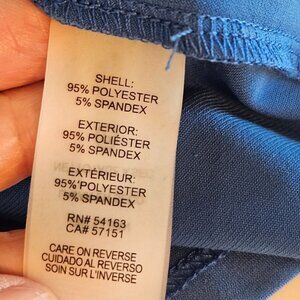 SHELL:
95% POLYESTER
5% SPANDEX
EXTERIOR:
95% POLIÉSTER
5% SPANDEX
EXTÉRIEUR:
95% POLYESTER
5% SPANDEX
RN# 54163
CA# 57151
CARE ON REVERSE
CUIDADO AL REVERSO
SOIN SUR L'INVERSE